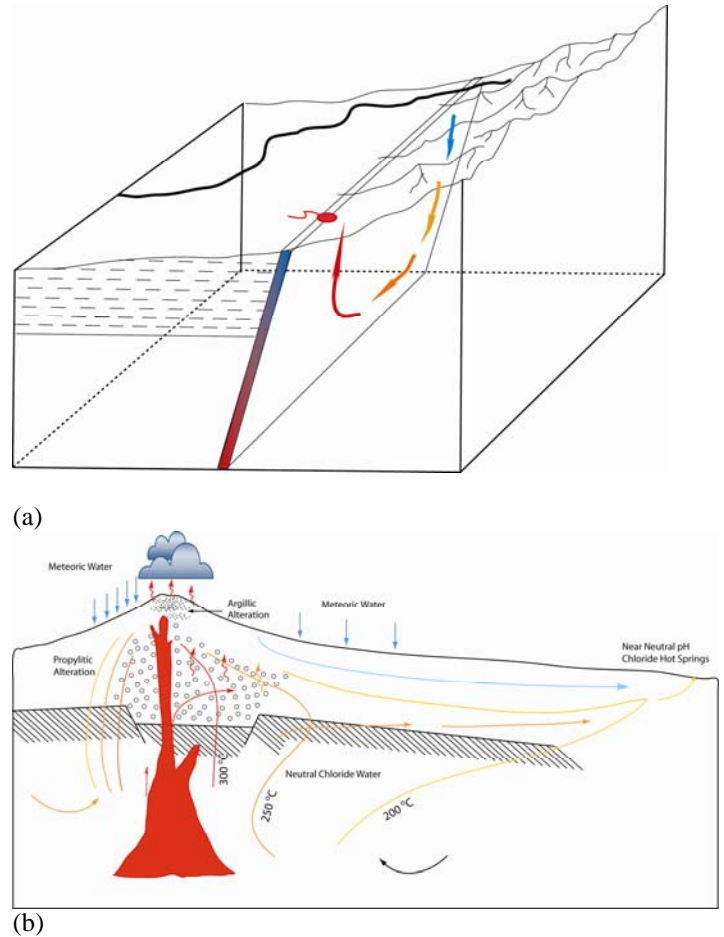 (a)
Meteoric Water
Argillic
Alteration
Meteoric Water
Near Neutral pH
Chloride Hot Springs
Propylitic
Alteration
Neutral Chloride Water
300 °C
250 °C
200 °C
(b)